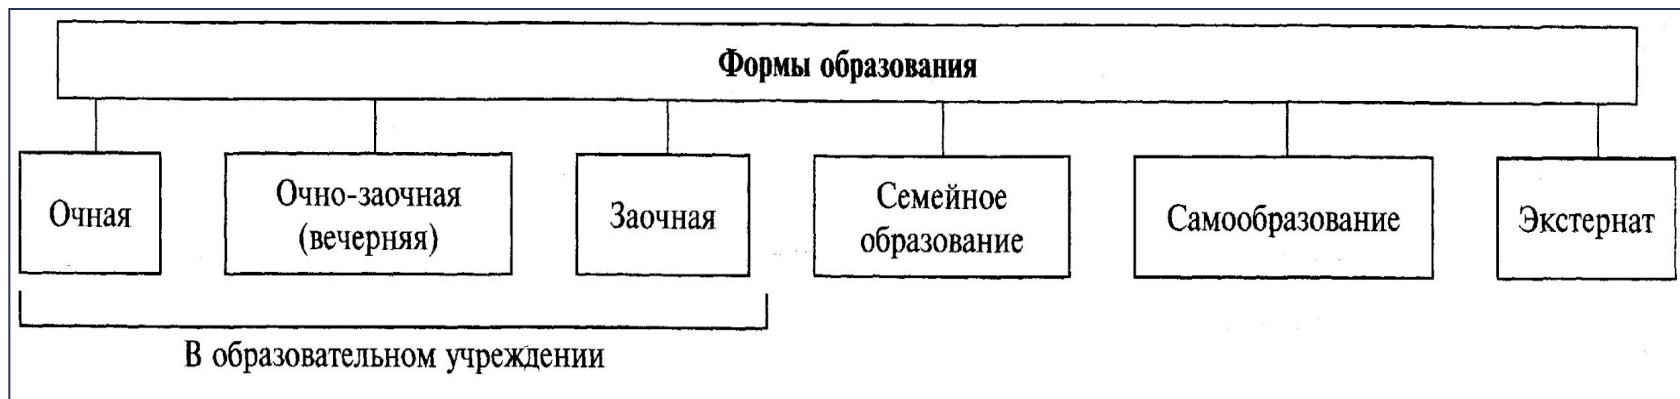 Формы образования
Очная
Очно-заочная
(вечерняя)
Заочная
Семейное
образование
Самообразование
Экстернат
В образовательном учреждении